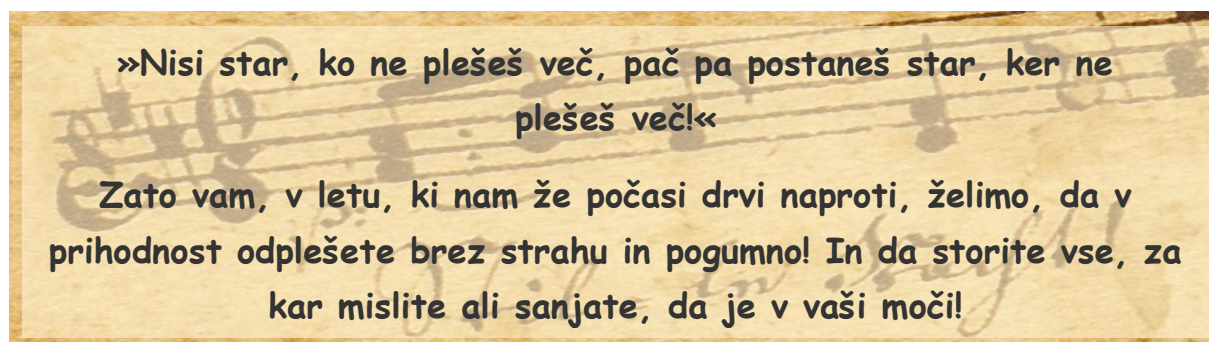 »Nisi star, ko ne plešeš več, pač pa postaneš star, ker ne
plešeš več!«
Zato vam, v letu, ki nam že počasi drvi naproti, želimo, da v
prihodnost odplešete brez strahu in pogumno! In da storite vse, za
kar mislite ali sanjate, da je v vaši moči!